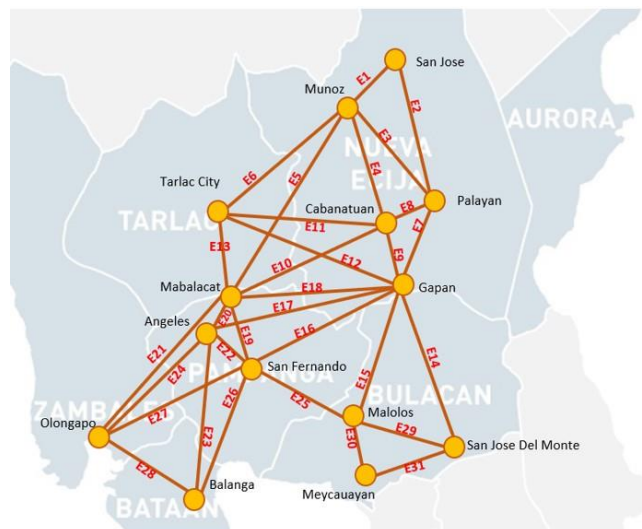 San Jose
E1
Munoz
E2
AURORA
NUEVA
ECIJA
E3
E4
E5
E6
Tarlac City
Cabanatuan
E8
Palayan
E7
TARLAC
E11
E13
E12
E9
E10
Mabalacat
E18
Gapan
E17
Angeles
E20
E19
E16
E21
E24
E22
San Fernando
PAMPANGA
E15
E14
BULACAN
ZAMBALES
E27
E26
E25
Malolos
Olongapo
E23
E30
E29
San Jose Del Monte
E31
E28
Balanga
Meycauayan
BATAAN